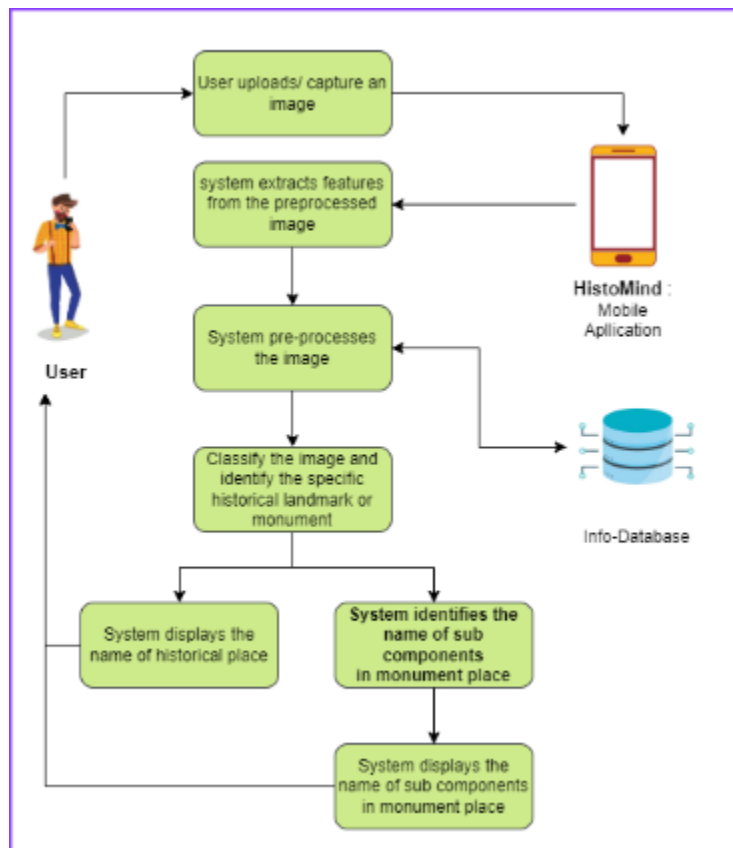 User uploads/ capture an
image
system extracts features
from the preprocessed
image
HistoMind :
Mobile
Apllication
System pre-processes
the image
User
Classify the image and
identify the specific
historical landmark or
monument
Info-Database
System displays the
name of historical place
System identifies the
name of sub
components
in monument place
System displays the
name of sub components
in monument place